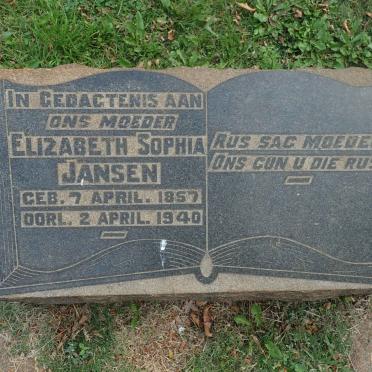 IN GEDAGTENIS AAN
ONS MOEDER
ELIZABETH SOPHIA
JANSEN
GEB. 7 APRIL. 1857
OORL. 2 APRIL. 1940
RUS SAG MOEDER
ONS GUN U DIE RUS